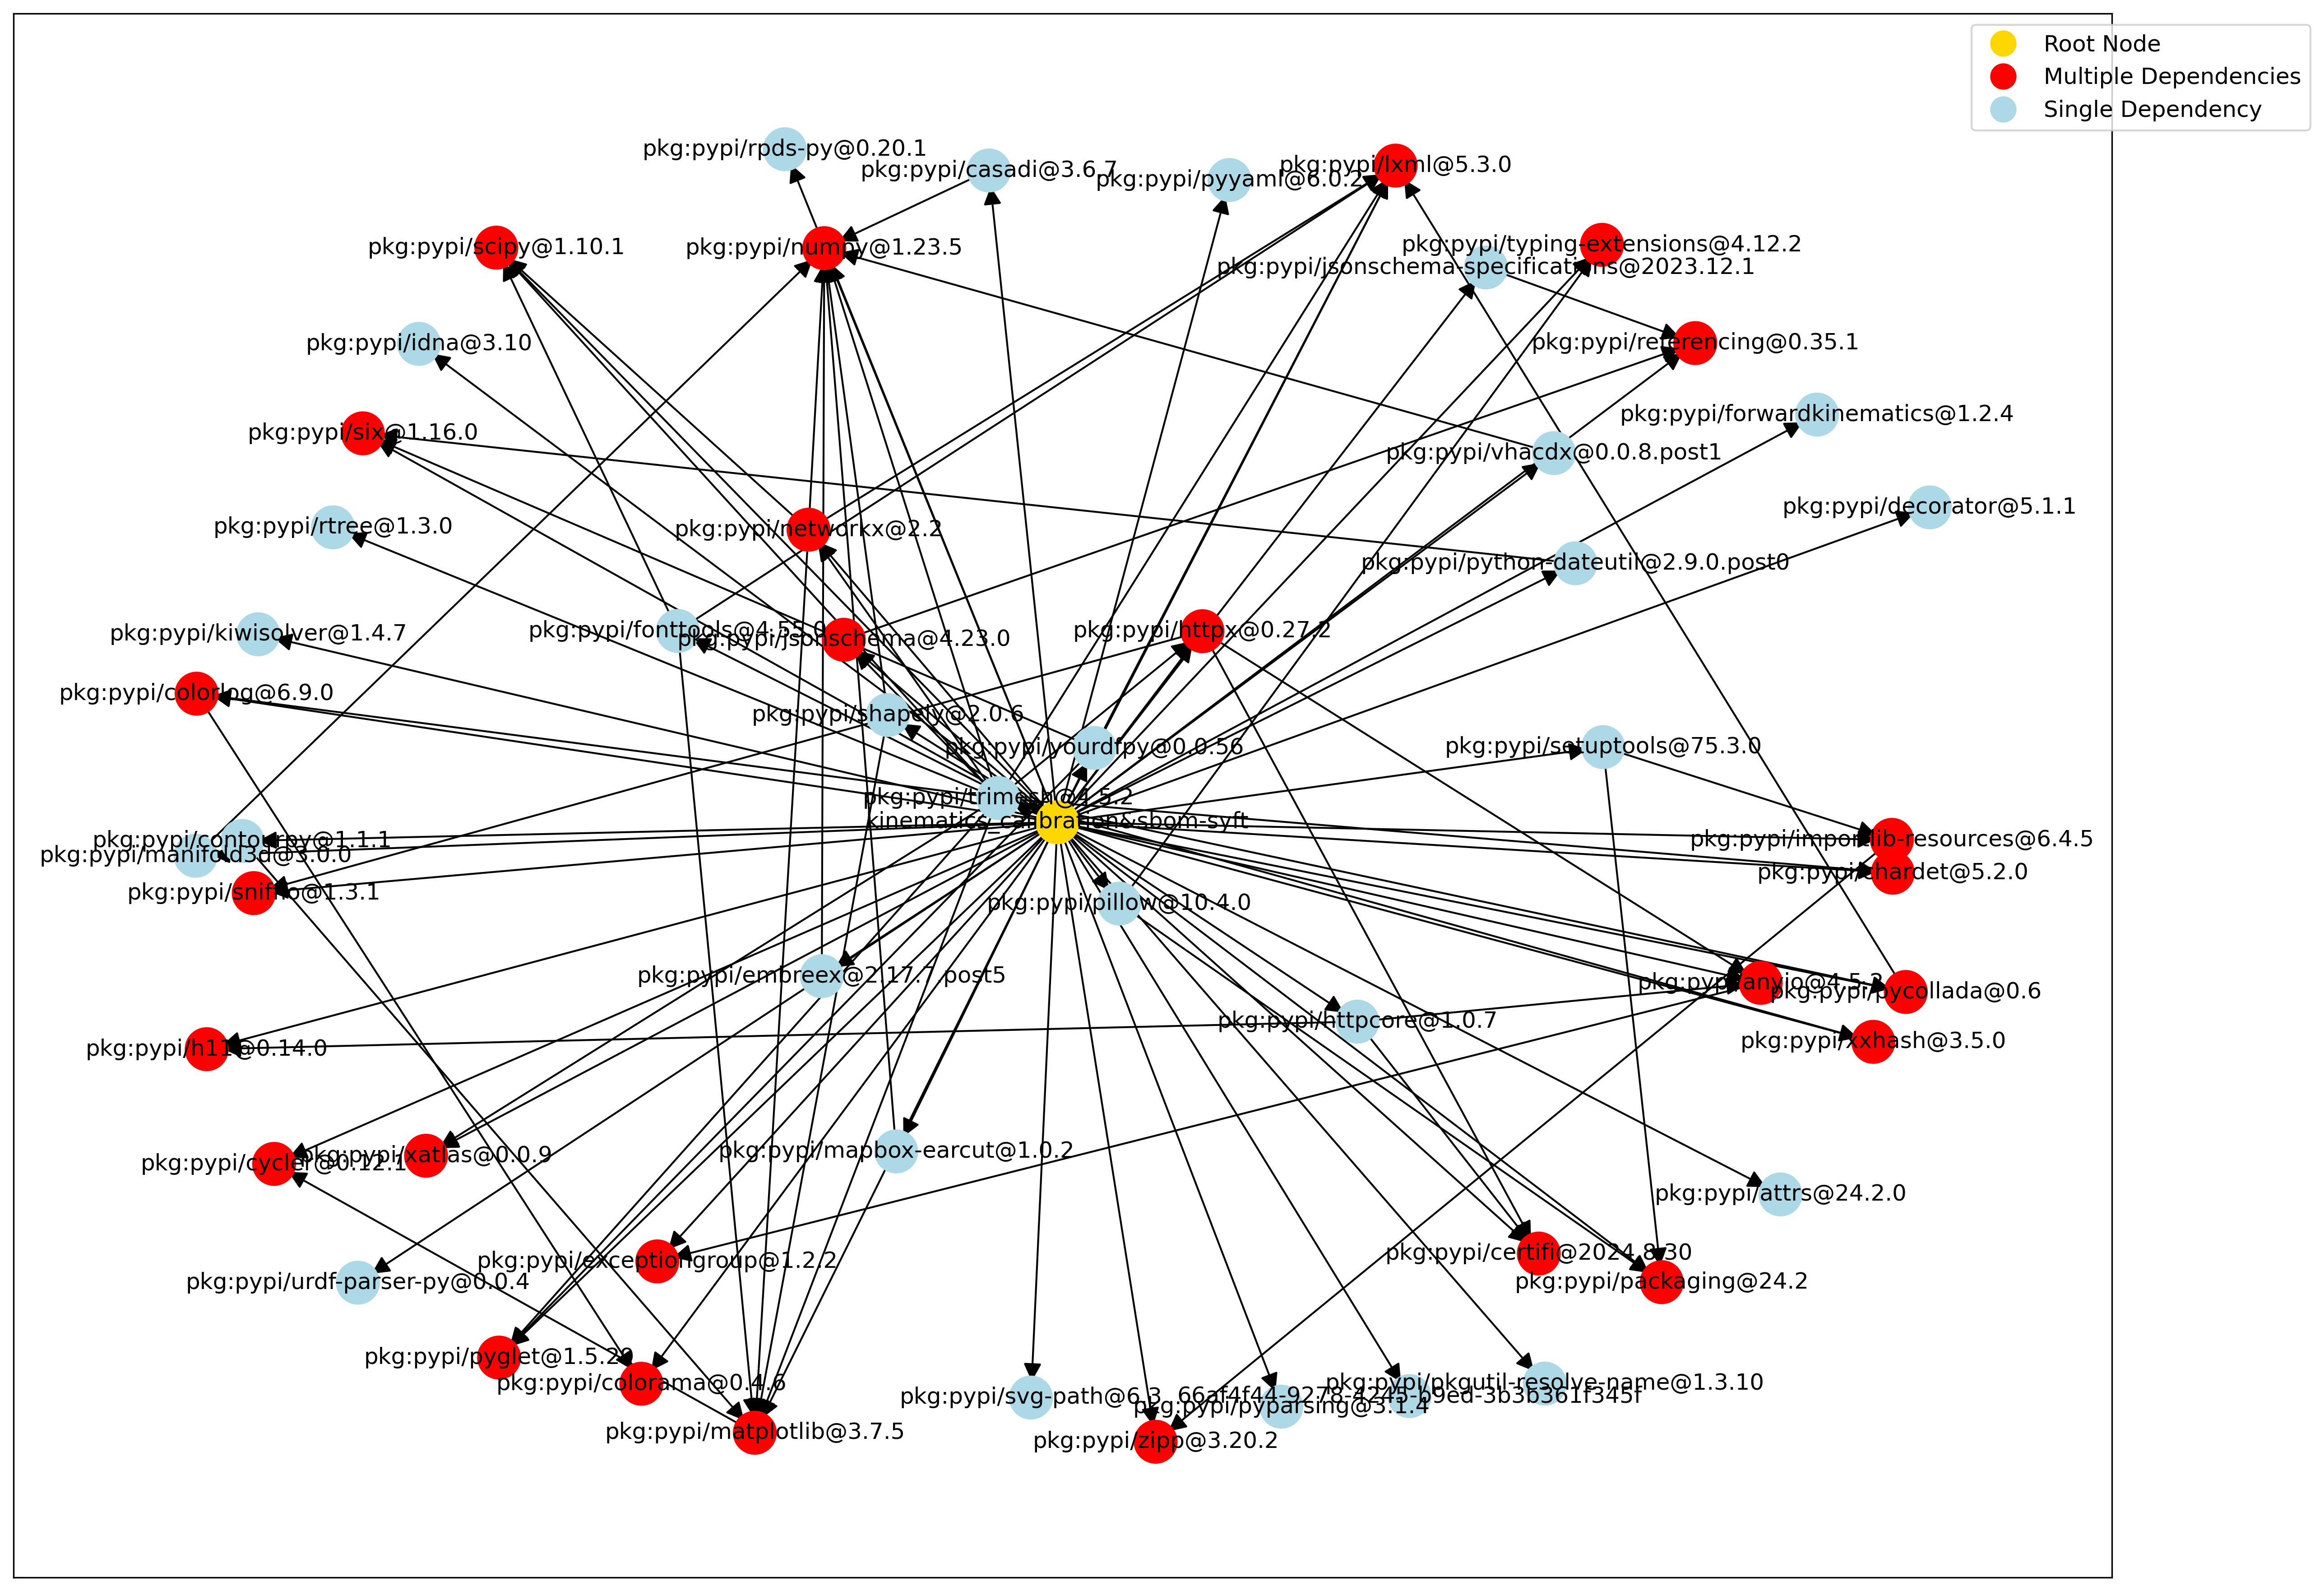 Root Node
Multiple Dependencies
Single Dependency
pkg:pypi/rpds-py@0.20.1
pkg:pypi/casadi@3.6.7
pkg:pypi/pyyaml@6.0.2
pkg:pypi/lxml@5.3.0
pkg:pypi/scipy@1.10.1
pkg:pypi/numpy@1.23.5
pkg:pypi/typing-extensions@4.12.2
pkg:pypi/jsonschema-specifications@2023.12.1
pkg:pypi/idna@3.10
pkg:pypi/referencing@0.35.1
pkg:pypi/forwardkinematics@1.2.4
pkg:pypi/six@1.16.0
pkg:pypi/vhacdx@0.0.8.post1
pkg:pypi/decorator@5.1.1
pkg:pypi/rtree@1.3.0
pkg:pypi/networkx@2.2
pkg:pypi/python-dateutil@2.9.0.post0
pkg:pypi/kiwisolver@1.4.7
pkg:pypi/fonttools@4.55.0
pkg:pypi/jsonschema@4.23.0
pkg:pypi/httpx@0.27.2
pkg:pypi/colorlog@6.9.0
pkg:pypi/shapely@2.0.6
pkg:pypi/yourdfpy@0.0.56
pkg:pypi/setuptools@75.3.0
pkg:pypi/trimesh@4.5.2
kinematics_calibration&sbom-syft
pkg:pypi/contourpy@1.1.1
pkg:pypi/importlib-resources@6.4.5
pkg:pypi/manifold3d@3.0.0
pkg:pypi/chardet@5.2.0
pkg:pypi/sniffio@1.3.1
pkg:pypi/pillow@10.4.0
pkg:pypi/embreex@2.17.7.post5
pkg:pypi/anyio@4.5.2
pkg:pypi/pycollada@0.6
pkg:pypi/httpcore@1.0.7
pkg:pypi/xxhash@3.5.0
pkg:pypi/h11@0.14.0
pkg:pypi/mapbox-earcut@1.0.2
pkg:pypi/cycler@0.12.1
pkg:pypi/xatlas@0.0.9
pkg:pypi/attrs@24.2.0
pkg:pypi/exceptiongroup@1.2.2
pkg:pypi/certifi@2024.8.30
pkg:pypi/urdf-parser-py@0.0.4
pkg:pypi/packaging@24.2
pkg:pypi/pyglet@1.5.29
pkg:pypi/colorama@0.4.6
pkg:pypi/pkgutil-resolve-name@1.3.10
pkg:pypi/svg-path@6.3
66af4f44-9278-4245-b9ed-3b3b361f345f
pkg:pypi/pyparsing@3.1.4
pkg:pypi/matplotlib@3.7.5
pkg:pypi/zipp@3.20.2